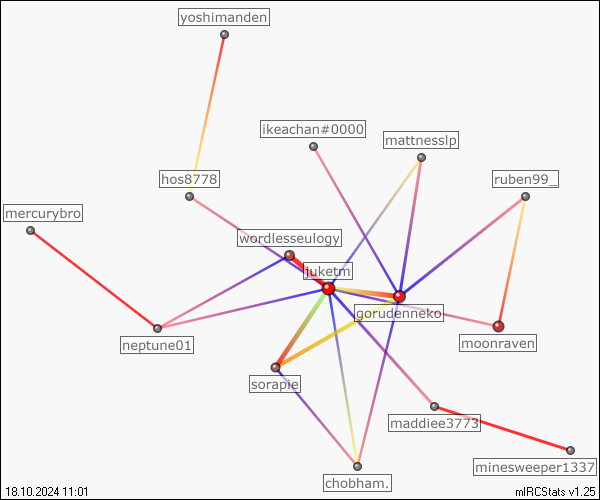 yoshimanden
ikeachan#0000
mattnesslp
hos8778
ruben99_
mercurybro
wordlesseulogy
juketm
gorudenneko
neptune01
moonraven
sorapie
maddiee3773
minesweeper1337
chobham.
18.10.2024 11:01
mIRCStats v1.25